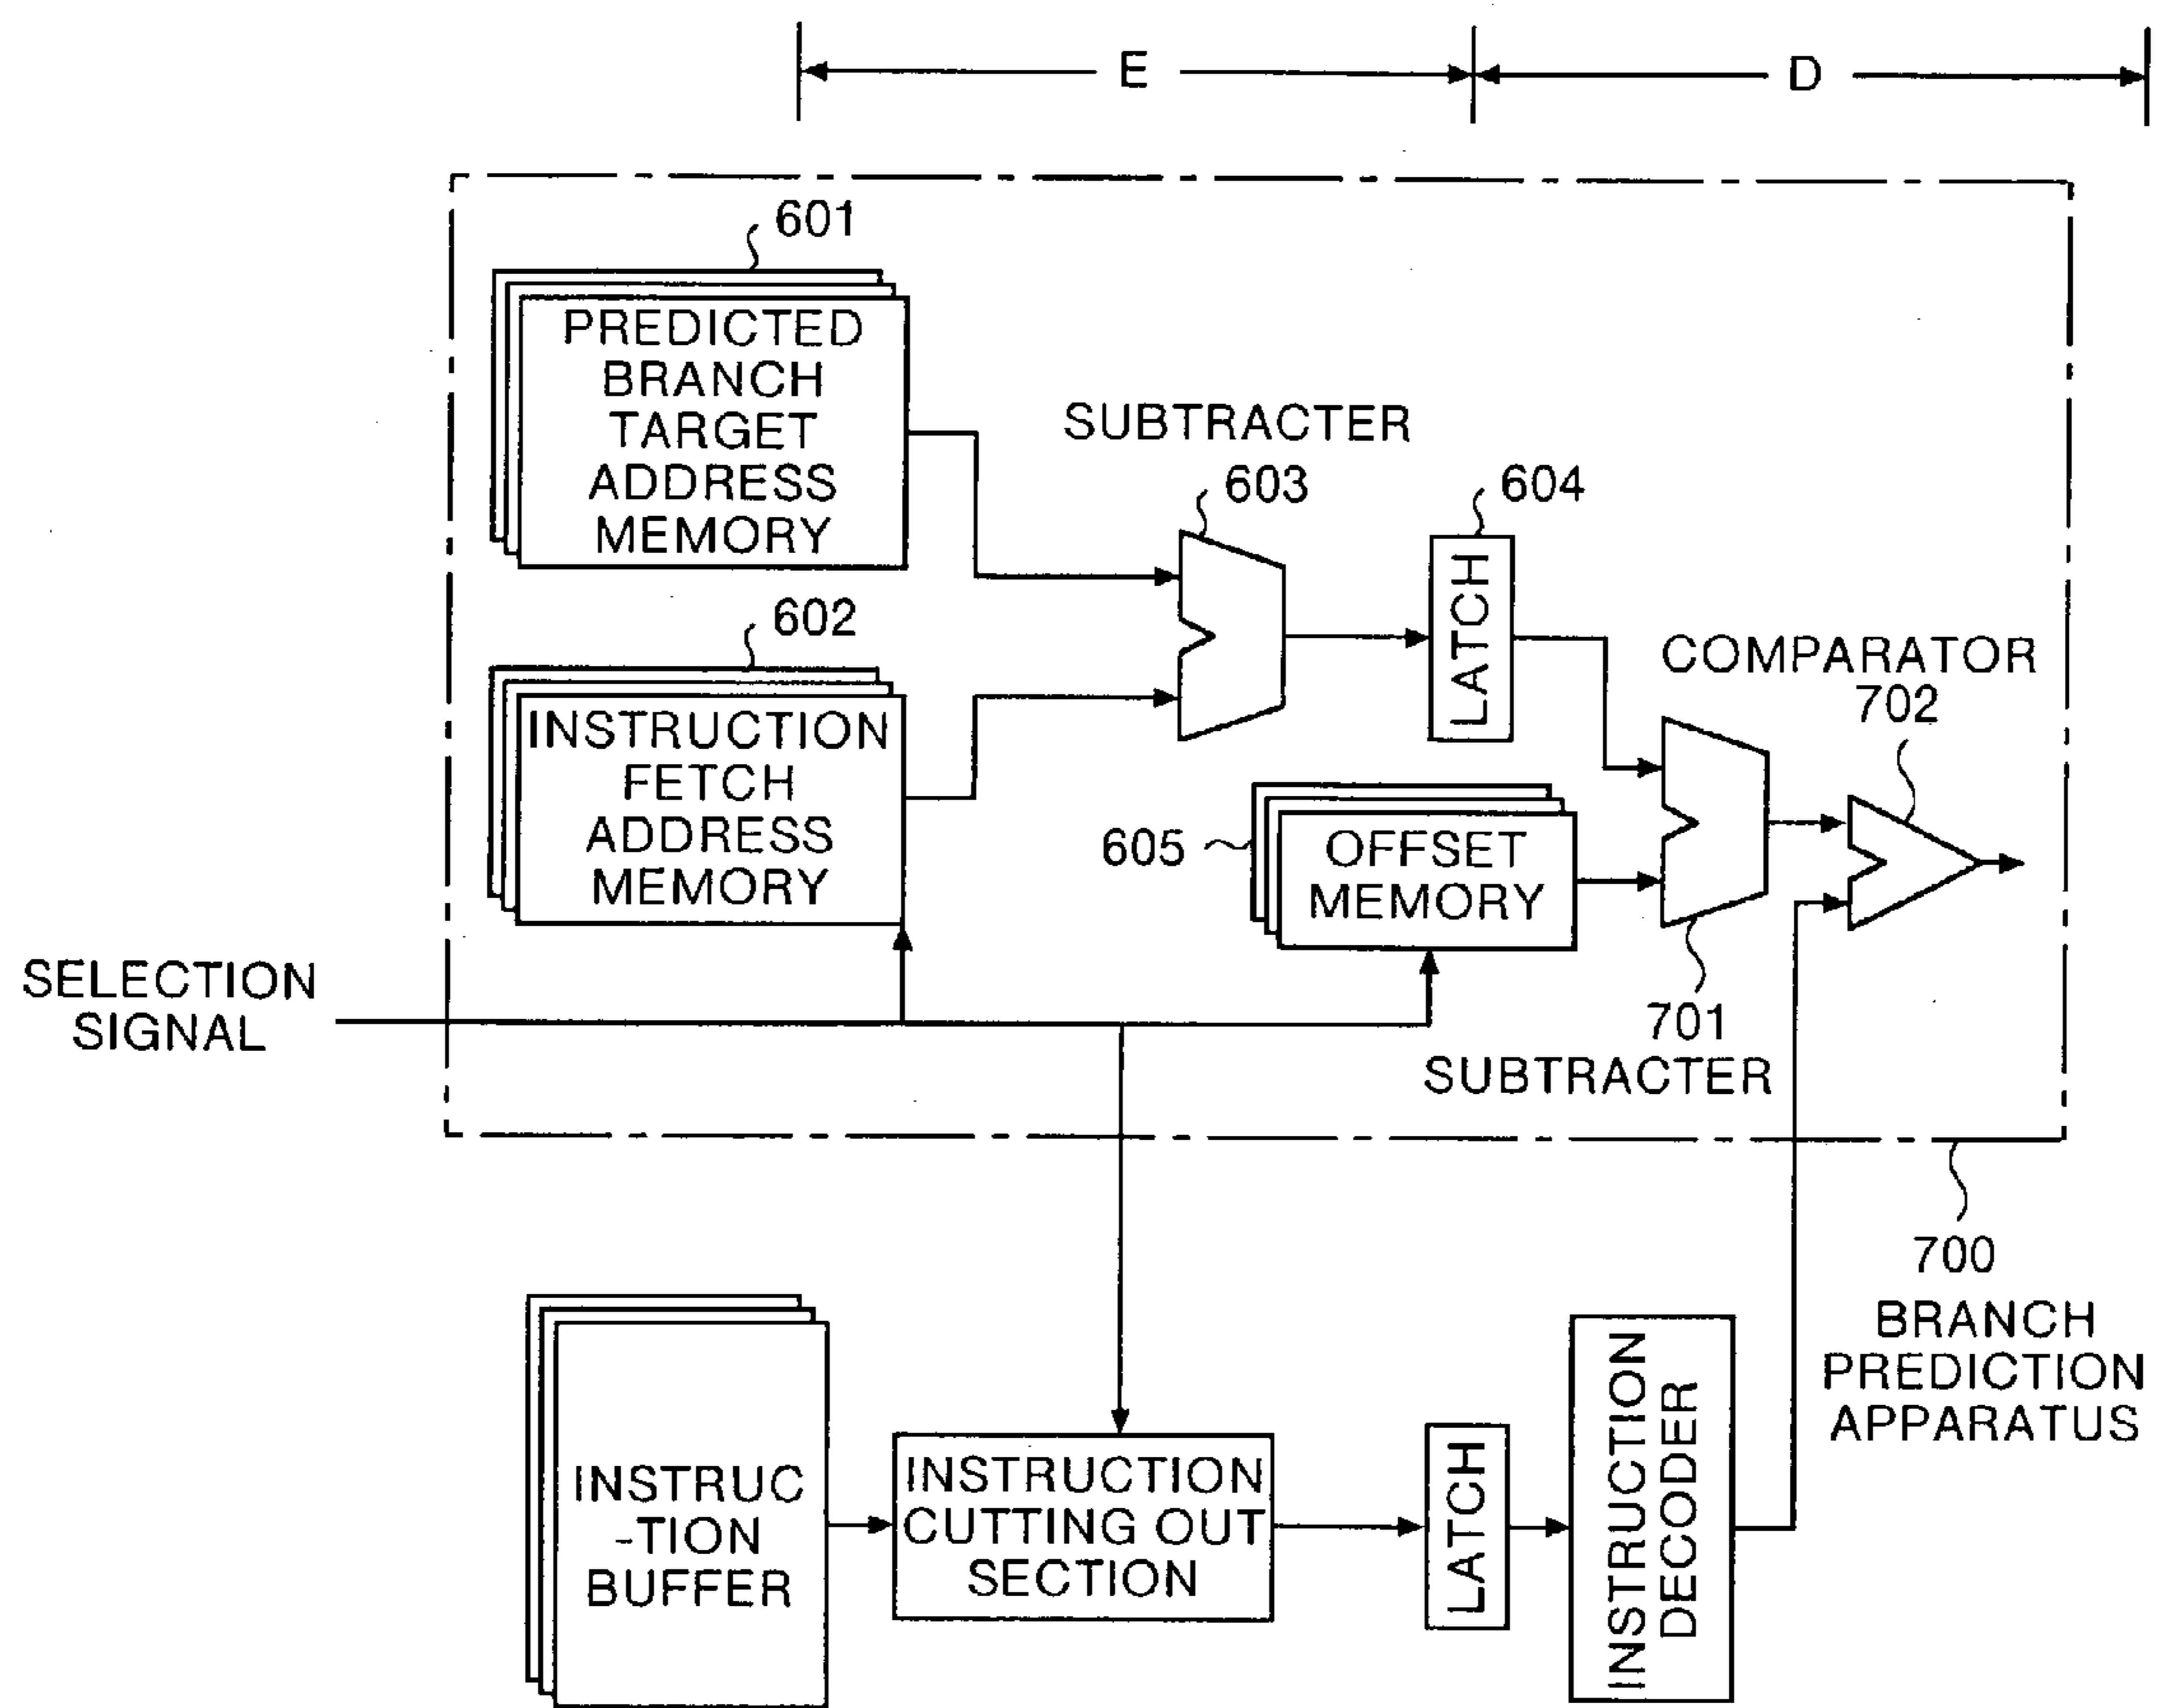 E
D
601
PREDICTED
BRANCH
TARGET
ADDRESS
MEMORY
SUBTRACTER
603
604
LATCH
602
INSTRUCTION
FETCH
ADDRESS
MEMORY
COMPARATOR
702
605
OFFSET
MEMORY
SELECTION
SIGNAL
701
SUBTRACTER
700
BRANCH
PREDICTION
APPARATUS
INSTRUC
-TION
BUFFER
INSTRUCTION
CUTTING OUT
SECTION
LATCH
INSTRUCTION
DECODER